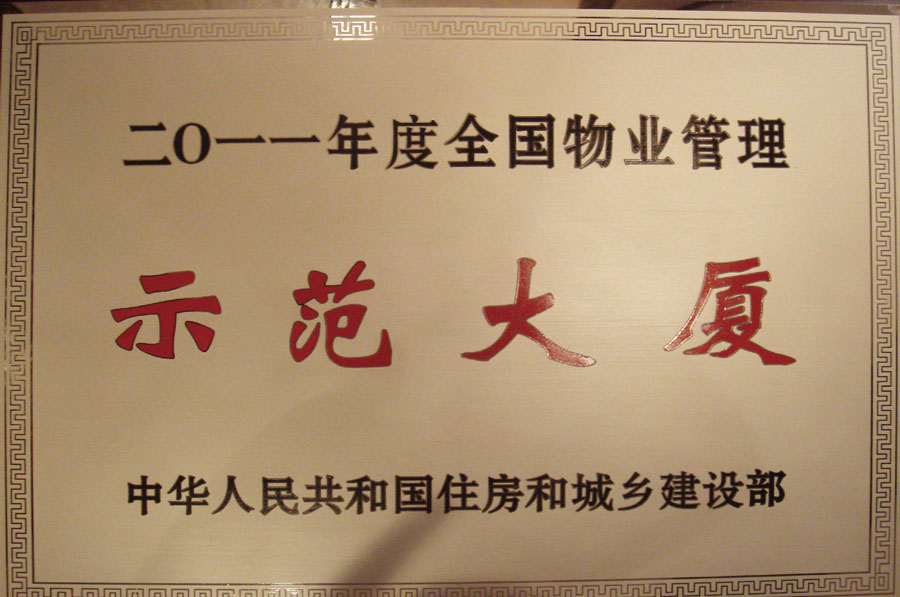 二O一一年度全国物业管理
示范大厦
中华人民共和国住房和城乡建设部